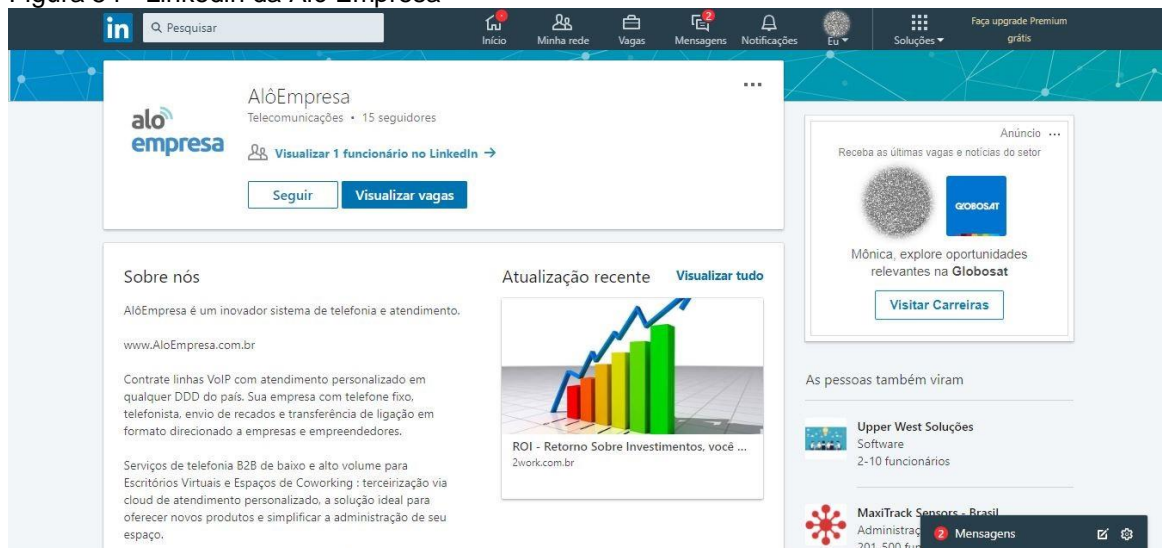 Pesquisar
Início
Minha rede
Vagas
Mensagens
2
Notificações
Eu
Soluções
Faça upgrade Premium
grátis
alo
empresa
AlôEmpresa
Telecomunicações • 15 seguidores
Visualizar 1 funcionário no LinkedIn →
Seguir
Visualizar vagas
Sobre nós
AlôEmpresa é um inovador sistema de telefonia e atendimento.
www.AloEmpresa.com.br
Contrate linhas VoIP com atendimento personalizado em
qualquer DDD do país. Sua empresa com telefone fixo,
telefonista, envio de recados e transferência de ligação em
formato direcionado a empresas e empreendedores.
Serviços de telefonia B2B de baixo e alto volume para
Escritórios Virtuais e Espaços de Coworking : terceirização via
cloud de atendimento personalizado, a solução ideal para
oferecer novos produtos e simplificar a administração de seu
espaço.
Atualização recente
Visualizar tudo
ROI - Retorno Sobre Investimentos, você ...
2work.com.br
Anúncio ...
Receba as últimas vagas e notícias do setor
GLOBOSAT
Mônica, explore oportunidades
relevantes na Globosat
Visitar Carreiras
As pessoas também viram
Upper West Soluções
Software
2-10 funcionários
MaxiTrack Sensors - Brasil
2 Mensagens